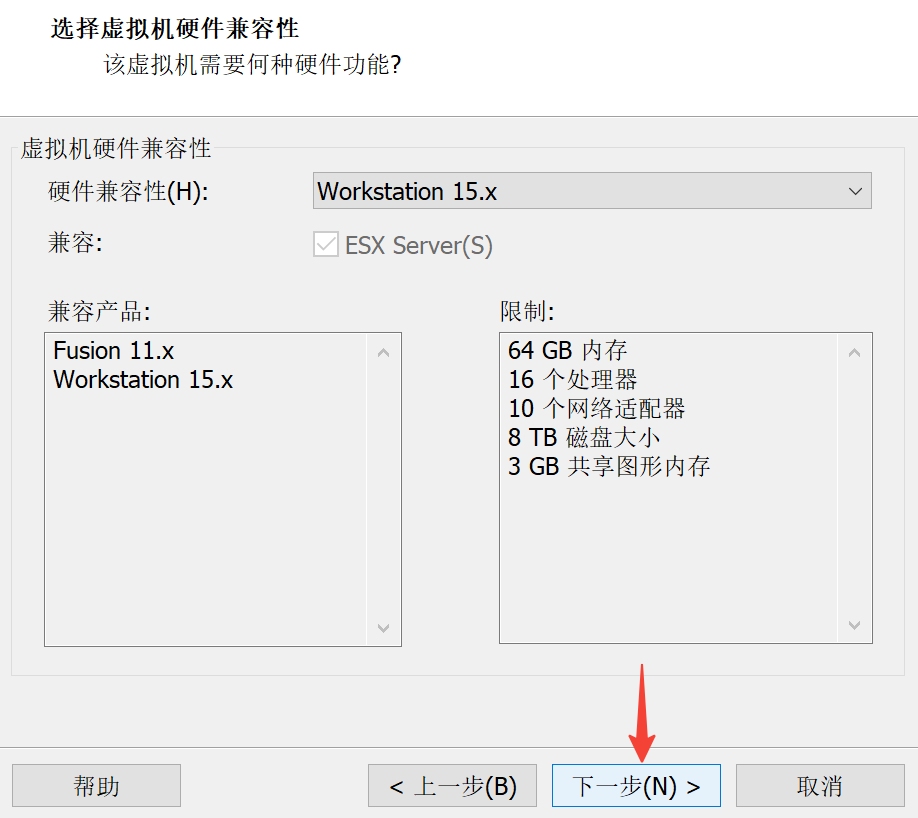 选择虚拟机硬件兼容性
该虚拟机需要何种硬件功能?
虚拟机硬件兼容性
硬件兼容性(H):
Workstation 15.x
兼容:
ESX Server(S)
兼容产品:
Fusion 11.x
Workstation 15.x
限制:
64 GB 内存
16 个处理器
10 个网络适配器
8 TB 磁盘大小
3 GB 共享图形内存
帮助
< 上一步(B)
下一步(N) >
取消